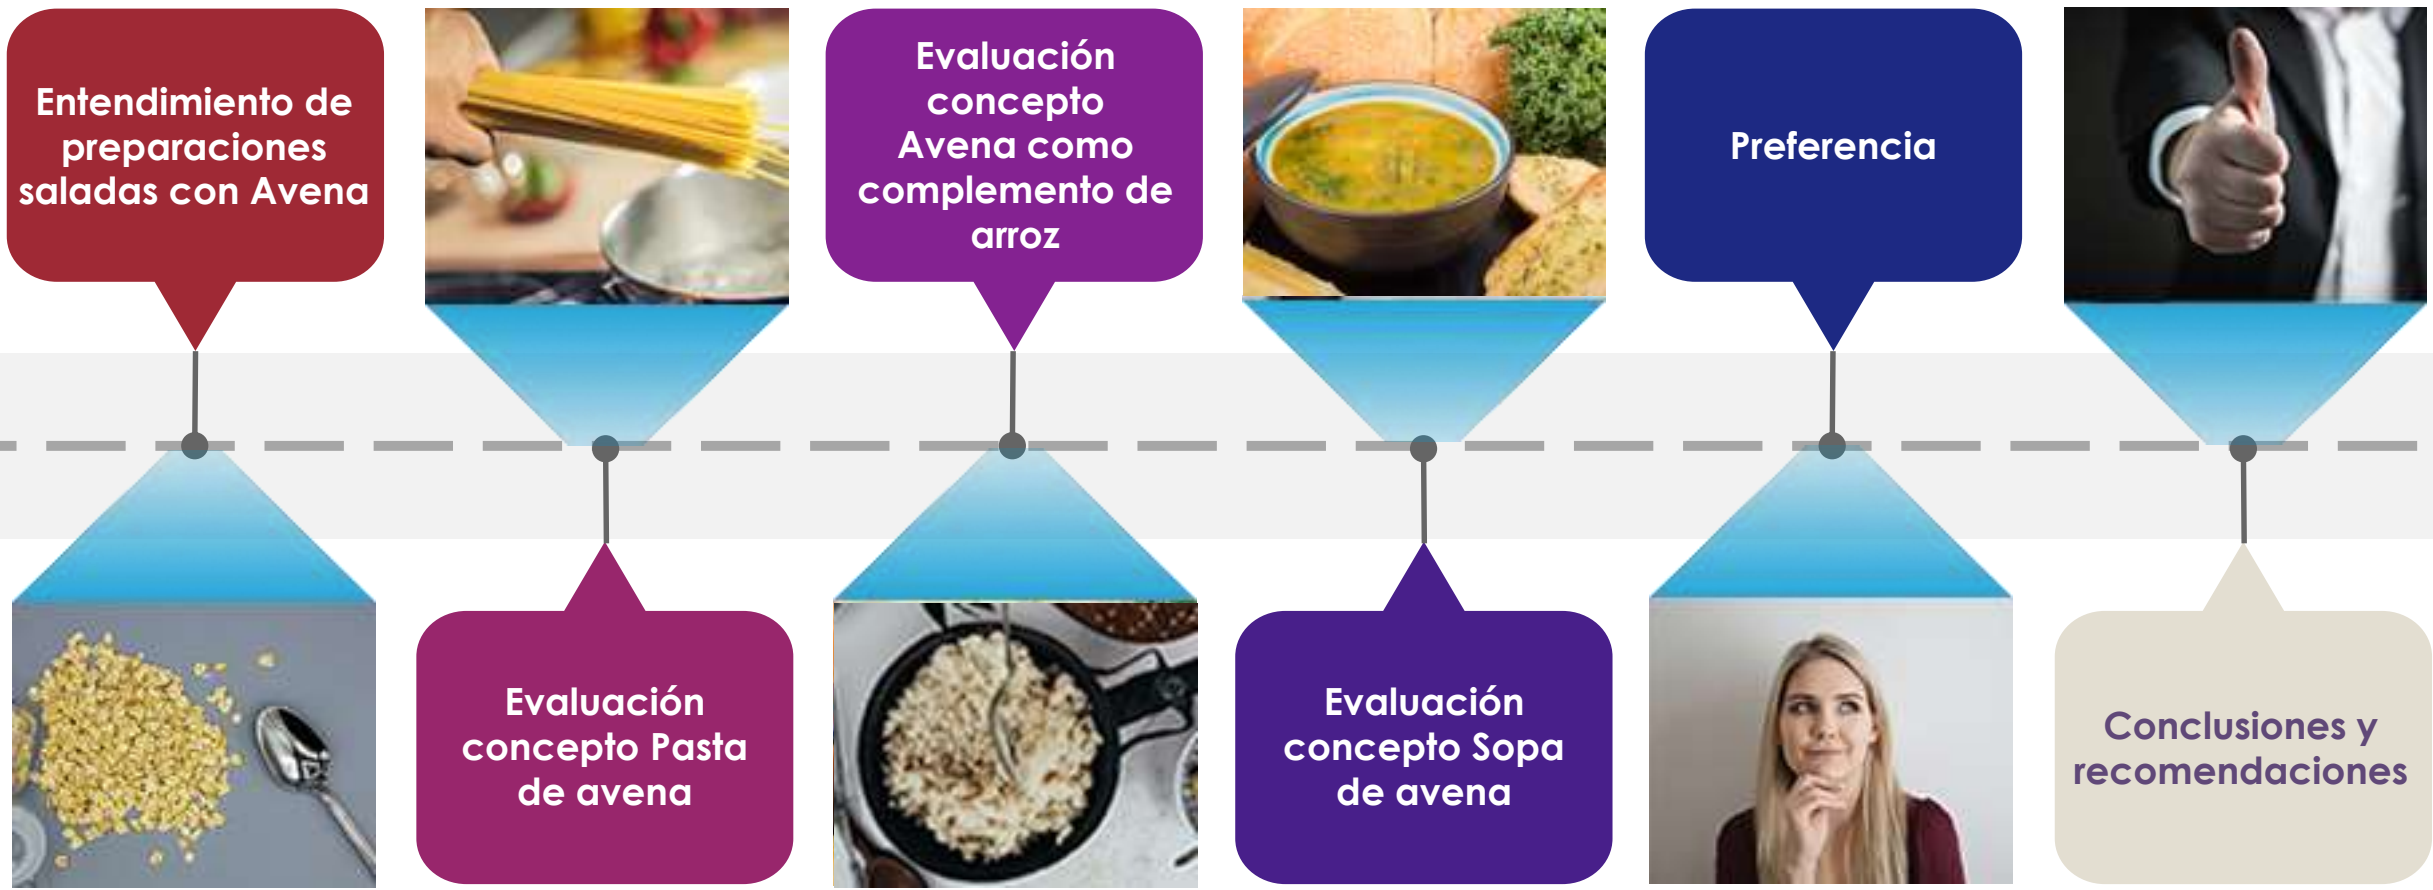 Entendimiento de
preparaciones
saladas con Avena
Evaluación
concepto Pasta
de avena
Evaluación
concepto
Avena como
complemento de
arroz
Evaluación
concepto Sopa
de avena
Preferencia
Conclusiones y
recomendaciones